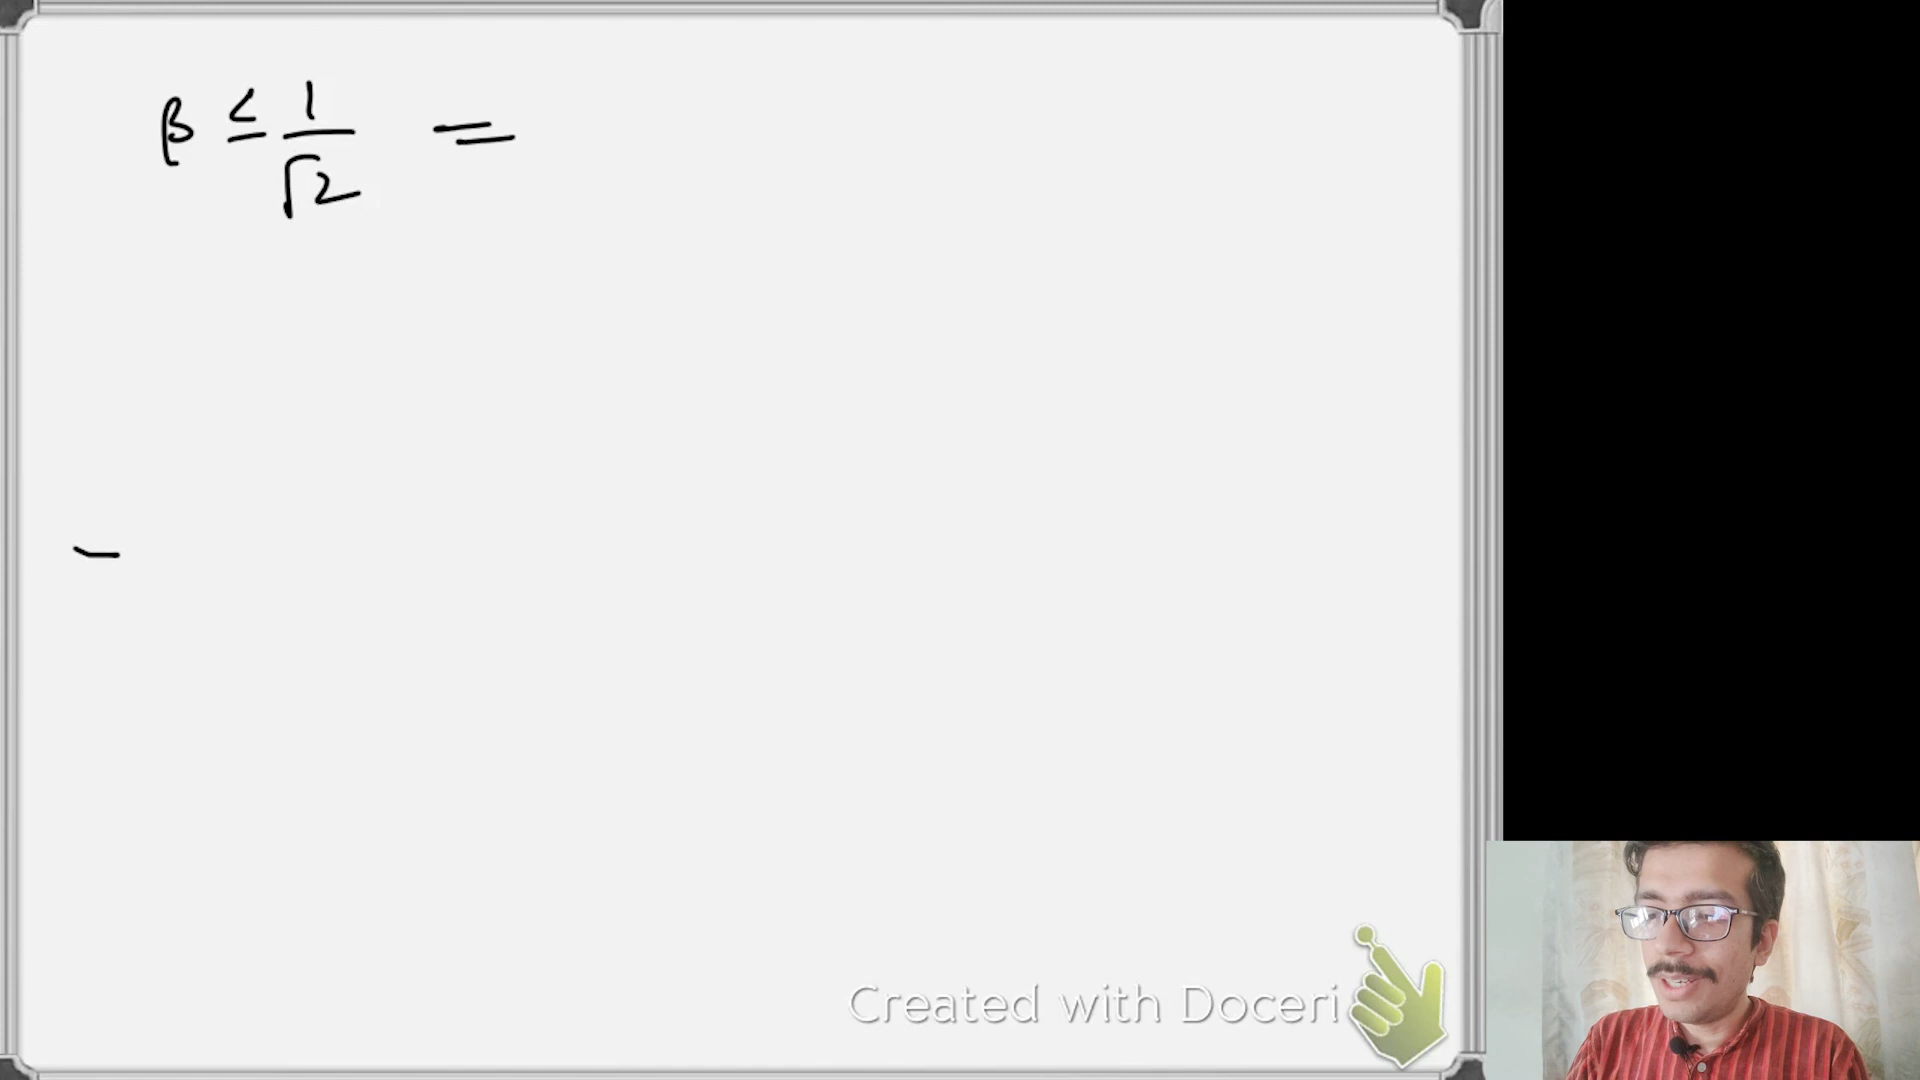 β ≤ 1/√2 =
Created with Doceri